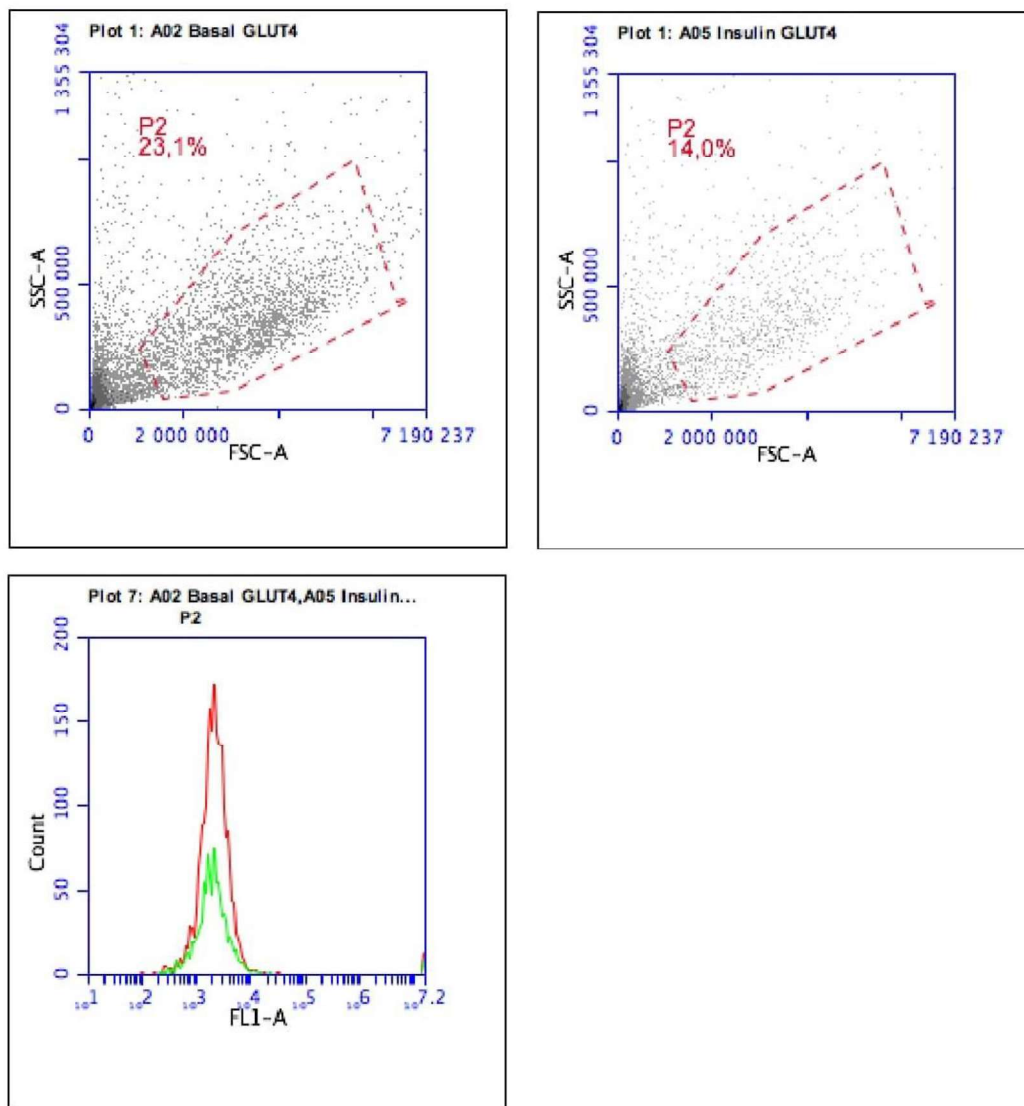 Plot 1: A02 Basal GLUT4
1 355 304
P2
23,1%
SSC-A
500 000
0
0 2 000 000 7 190 237
FSC-A
Plot 1: A05 Insulin GLUT4
1 355 304
P2
14,0%
SSC-A
500 000
0
0 2 000 000 7 190 237
FSC-A
Plot 7: A02 Basal GLUT4,A05 Insulin...
P2
200
150
Count
100
50
0
10^1 10^2 10^3 10^4 10^5 10^6 10^7.2
FL1-A